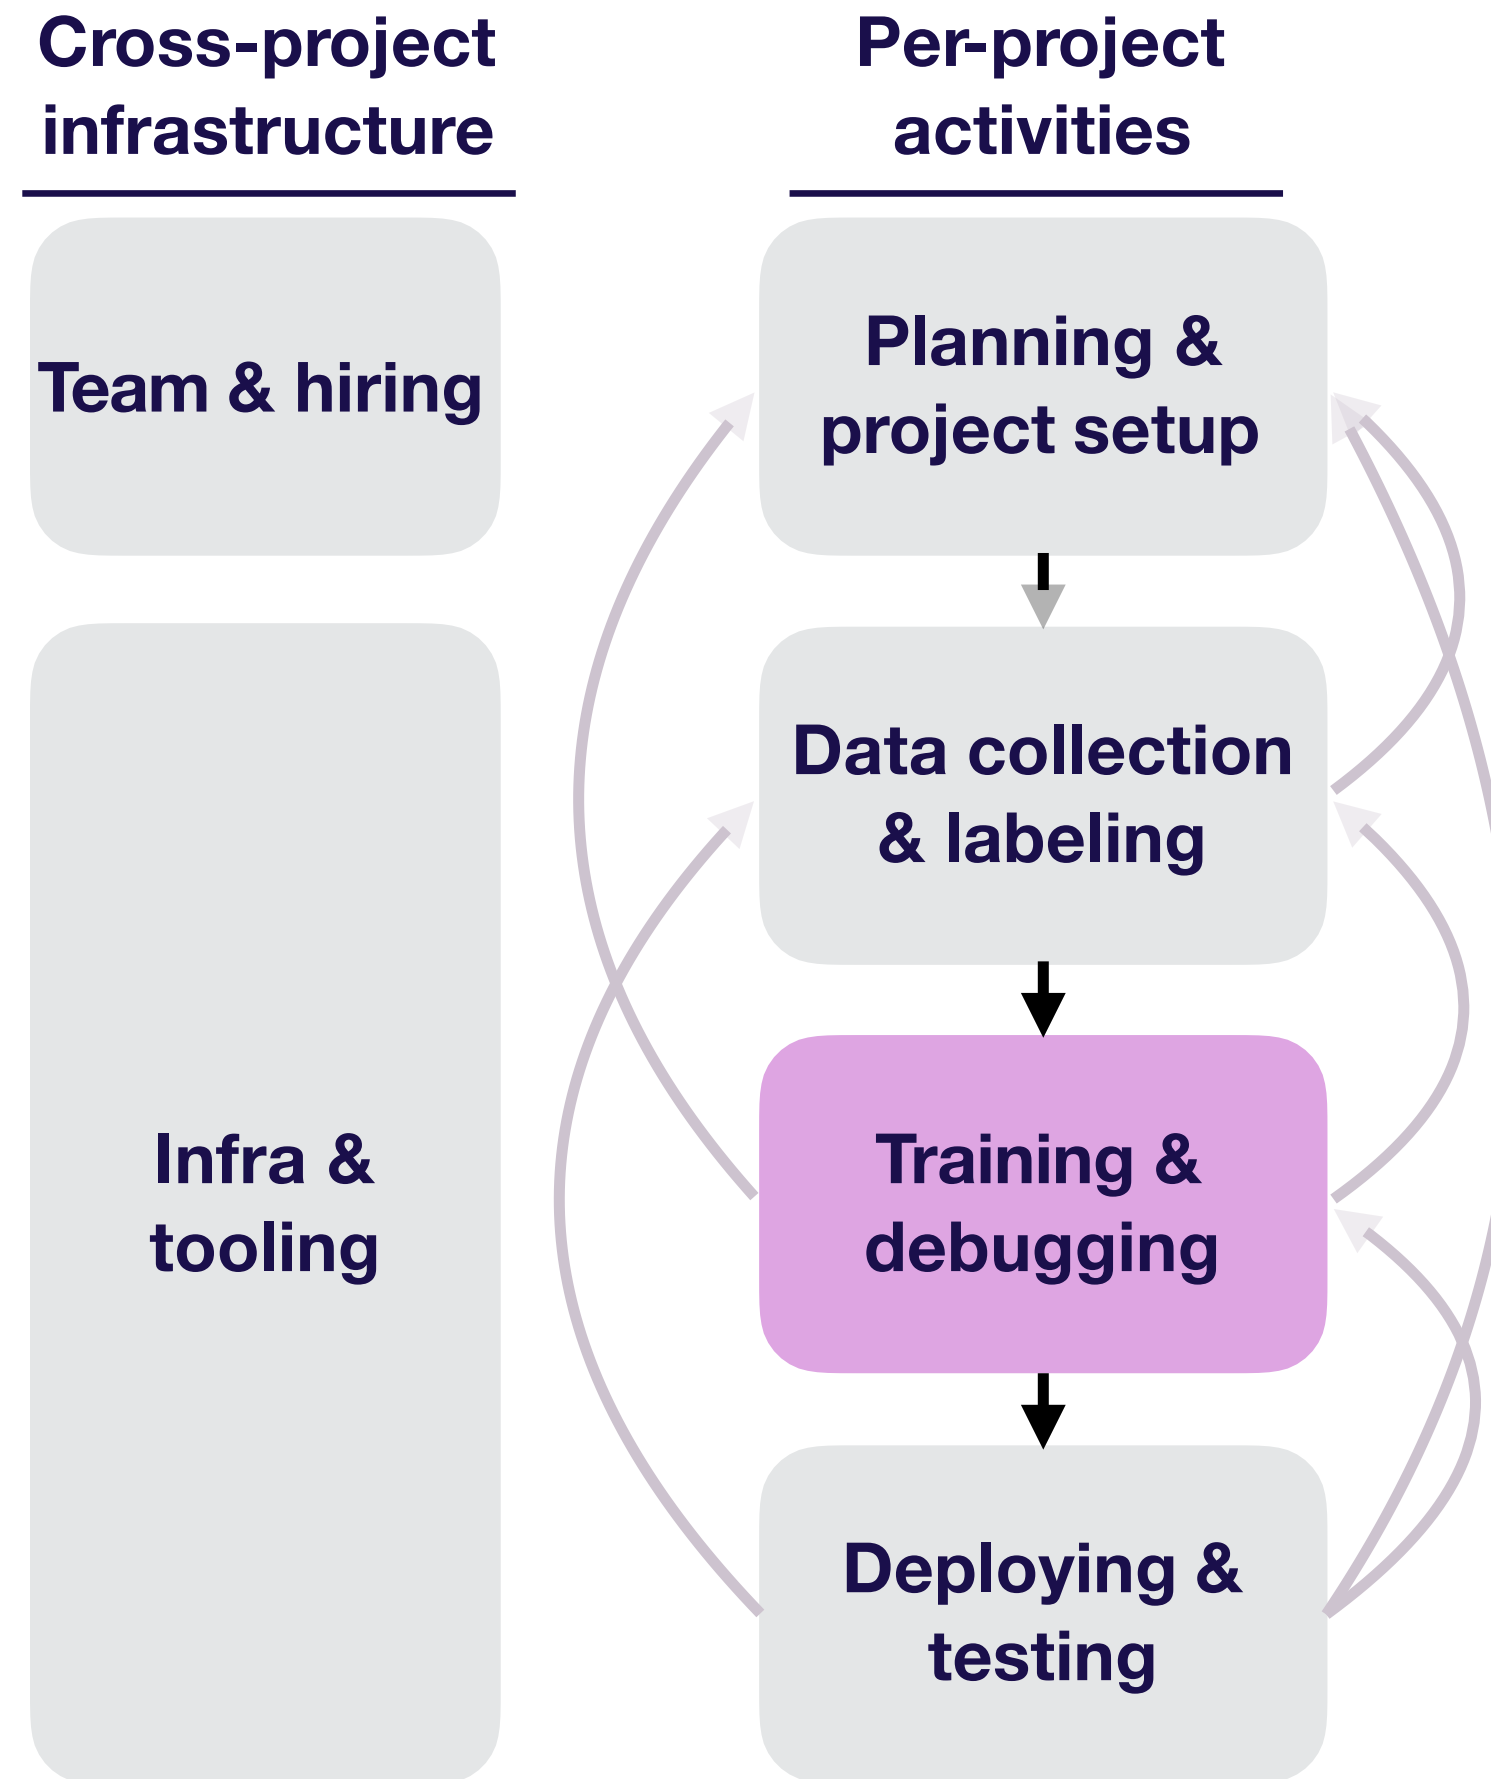 Cross-project
infrastructure
Per-project
activities
Team & hiring
Planning &
project setup
Data collection
& labeling
Infra &
tooling
Training &
debugging
Deploying &
testing